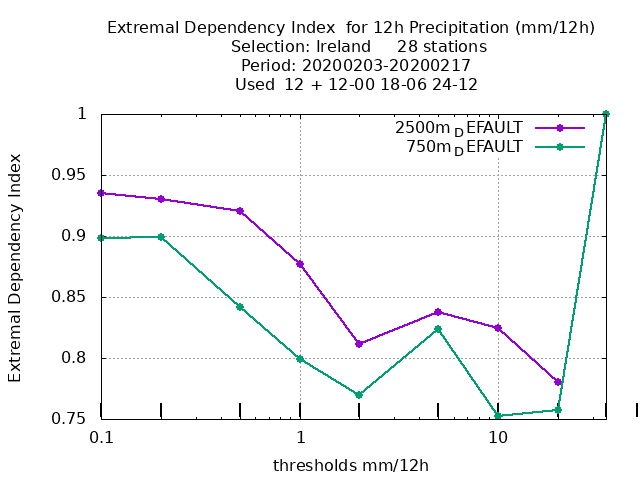 Extremal Dependency Index  for 12h Precipitation (mm/12h)
Selection: Ireland     28 stations
Period: 20200203-20200217
Used  12 + 12-00 18-06 24-12
2500m_DEFAULT
750m_DEFAULT
1
0.95
0.9
0.85
0.8
0.75
Extremal Dependency Index
0.1 1 10
thresholds mm/12h